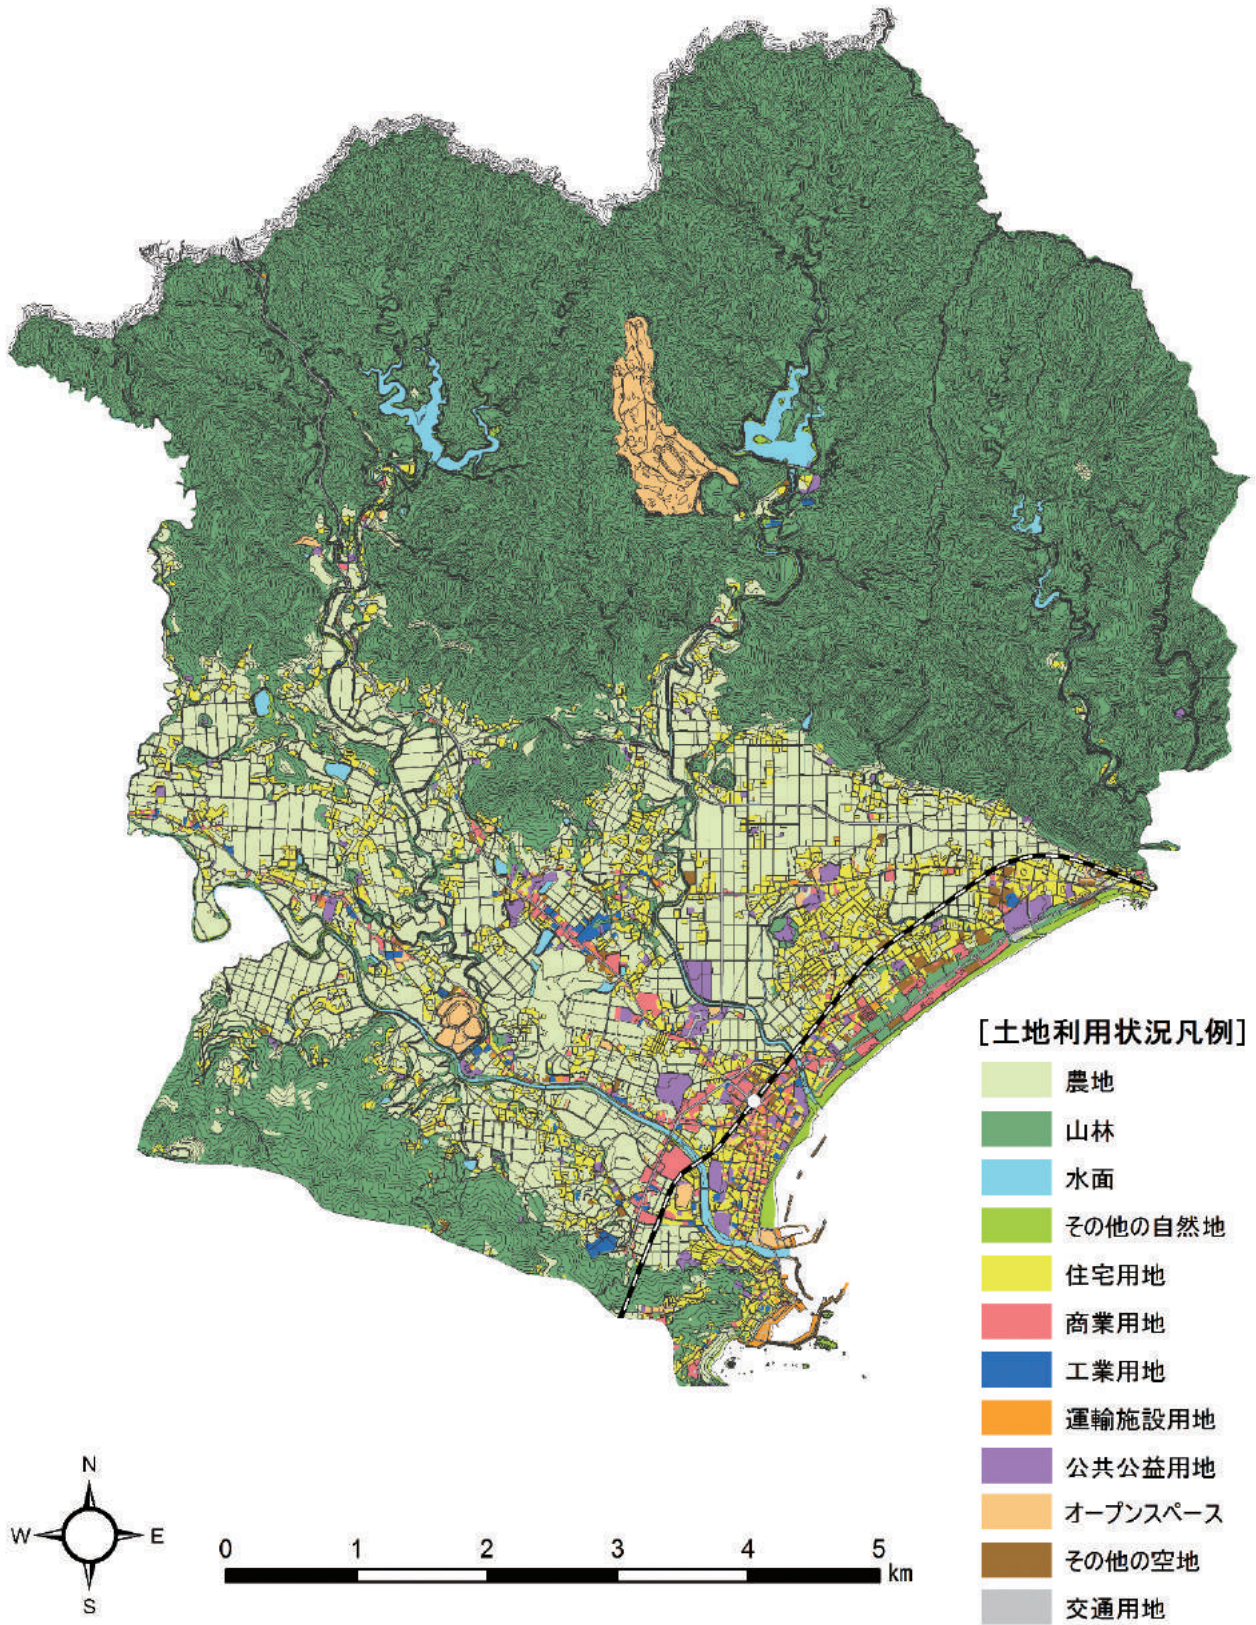 [土地利用状況凡例]
農地
山林
水面
その他の自然地
住宅用地
商業用地
工業用地
運輸施設用地
公共公益用地
オープンスペース
その他の空地
交通用地
N
W E
S
0 1 2 3 4 5
km